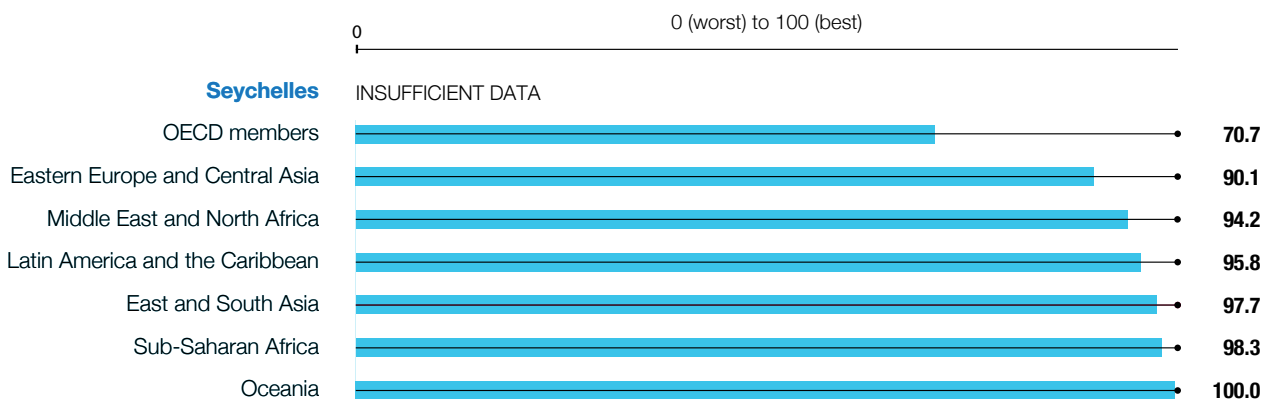 0 (worst) to 100 (best)
0
Seychelles INSUFFICIENT DATA
OECD members 70.7
Eastern Europe and Central Asia 90.1
Middle East and North Africa 94.2
Latin America and the Caribbean 95.8
East and South Asia 97.7
Sub-Saharan Africa 98.3
Oceania 100.0